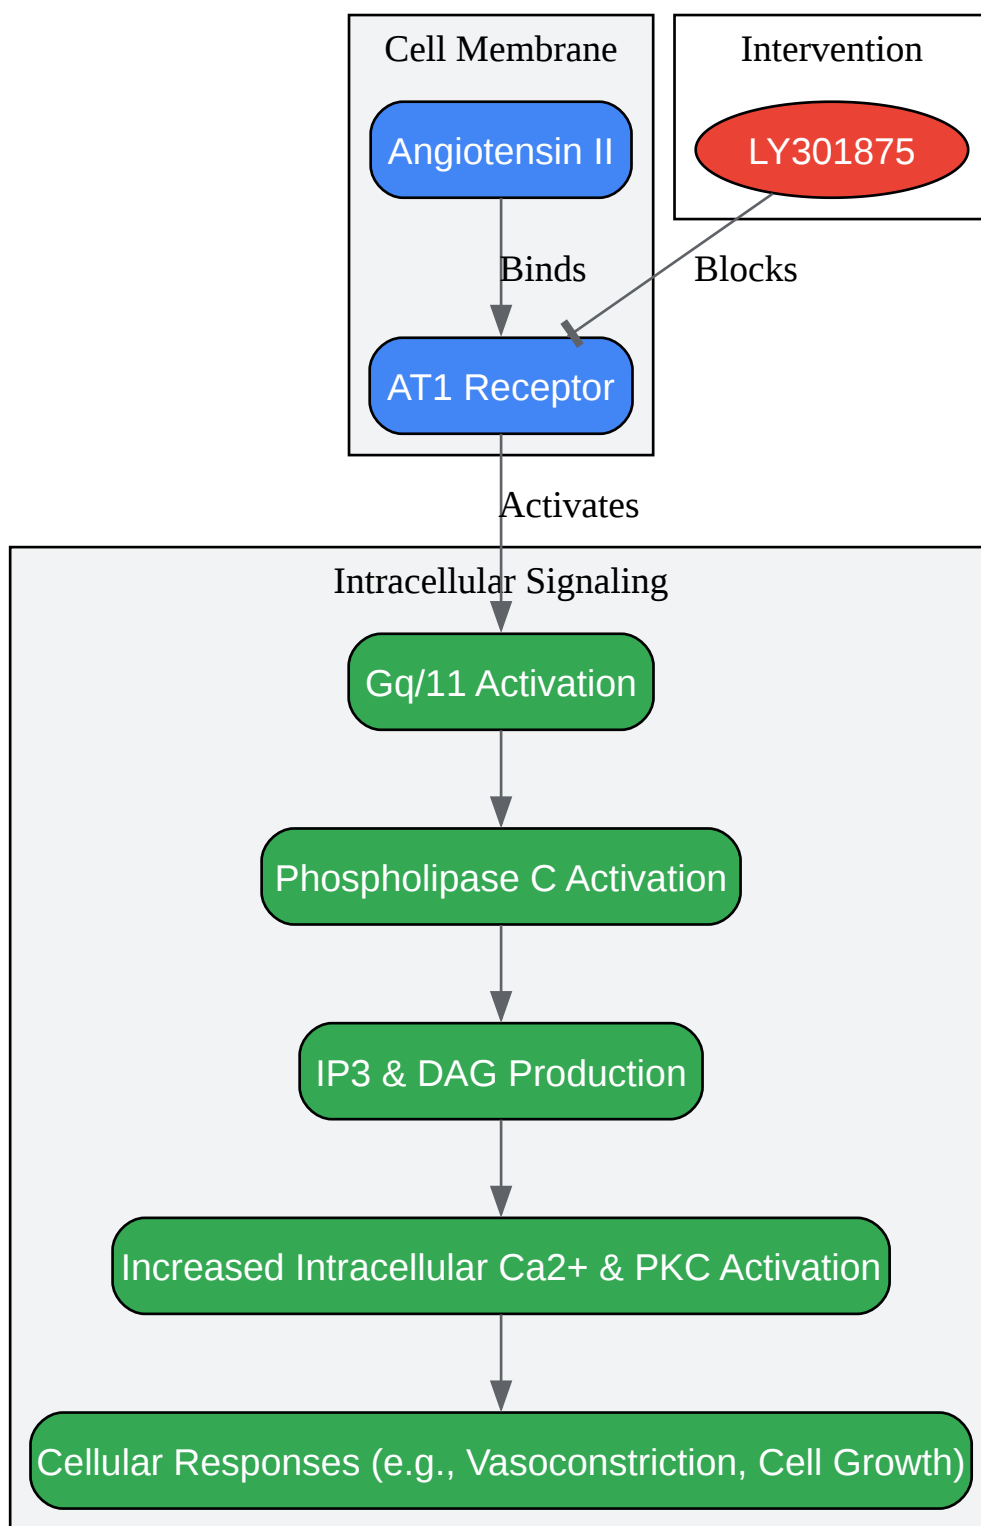 Cell Membrane
Intervention
Angiotensin II
LY301875
Binds
Blocks
AT1 Receptor
Activates
Intracellular Signaling
Gq/11 Activation
Phospholipase C Activation
IP3 & DAG Production
Increased Intracellular Ca2+ & PKC Activation
Cellular Responses (e.g., Vasoconstriction, Cell Growth)